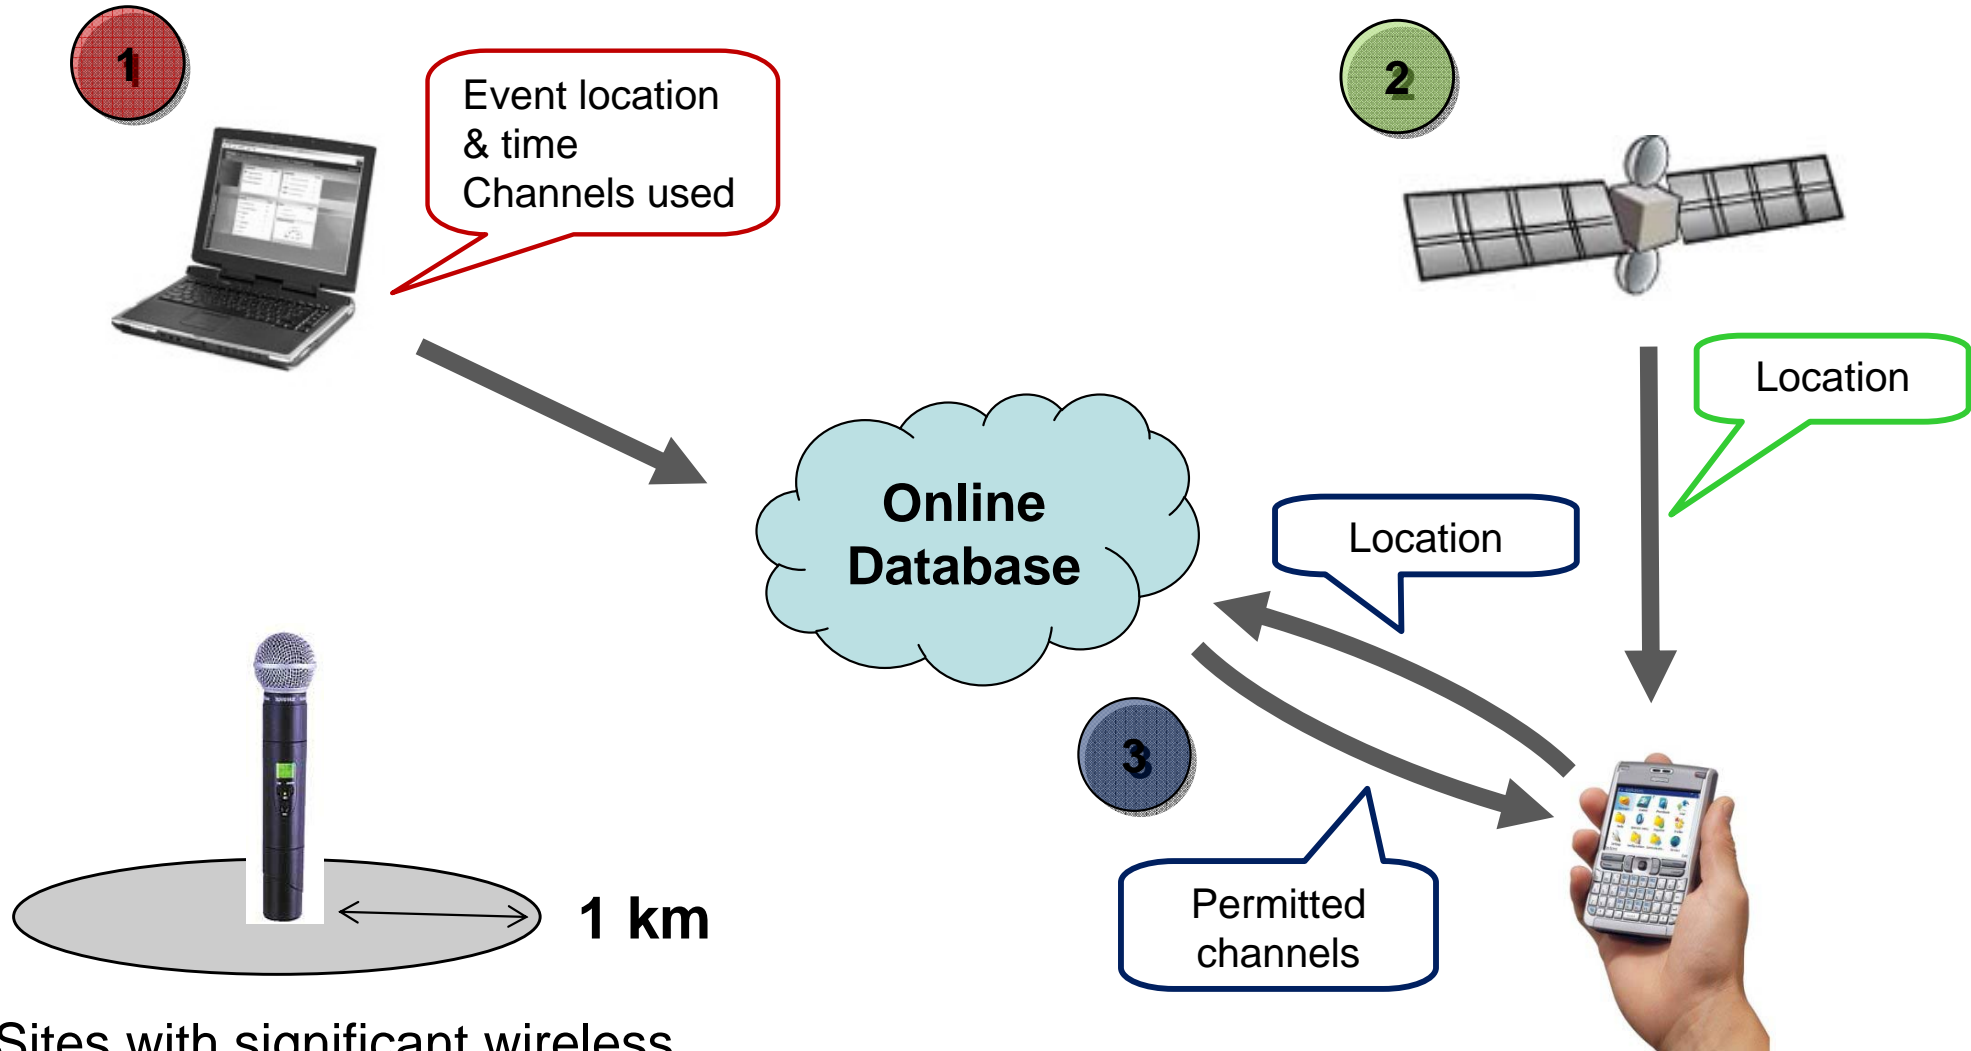 1
Event location
& time
Channels used
2
Location
Online
Database
Location
3
1 km
Permitted
channels
Sites with significant wireless